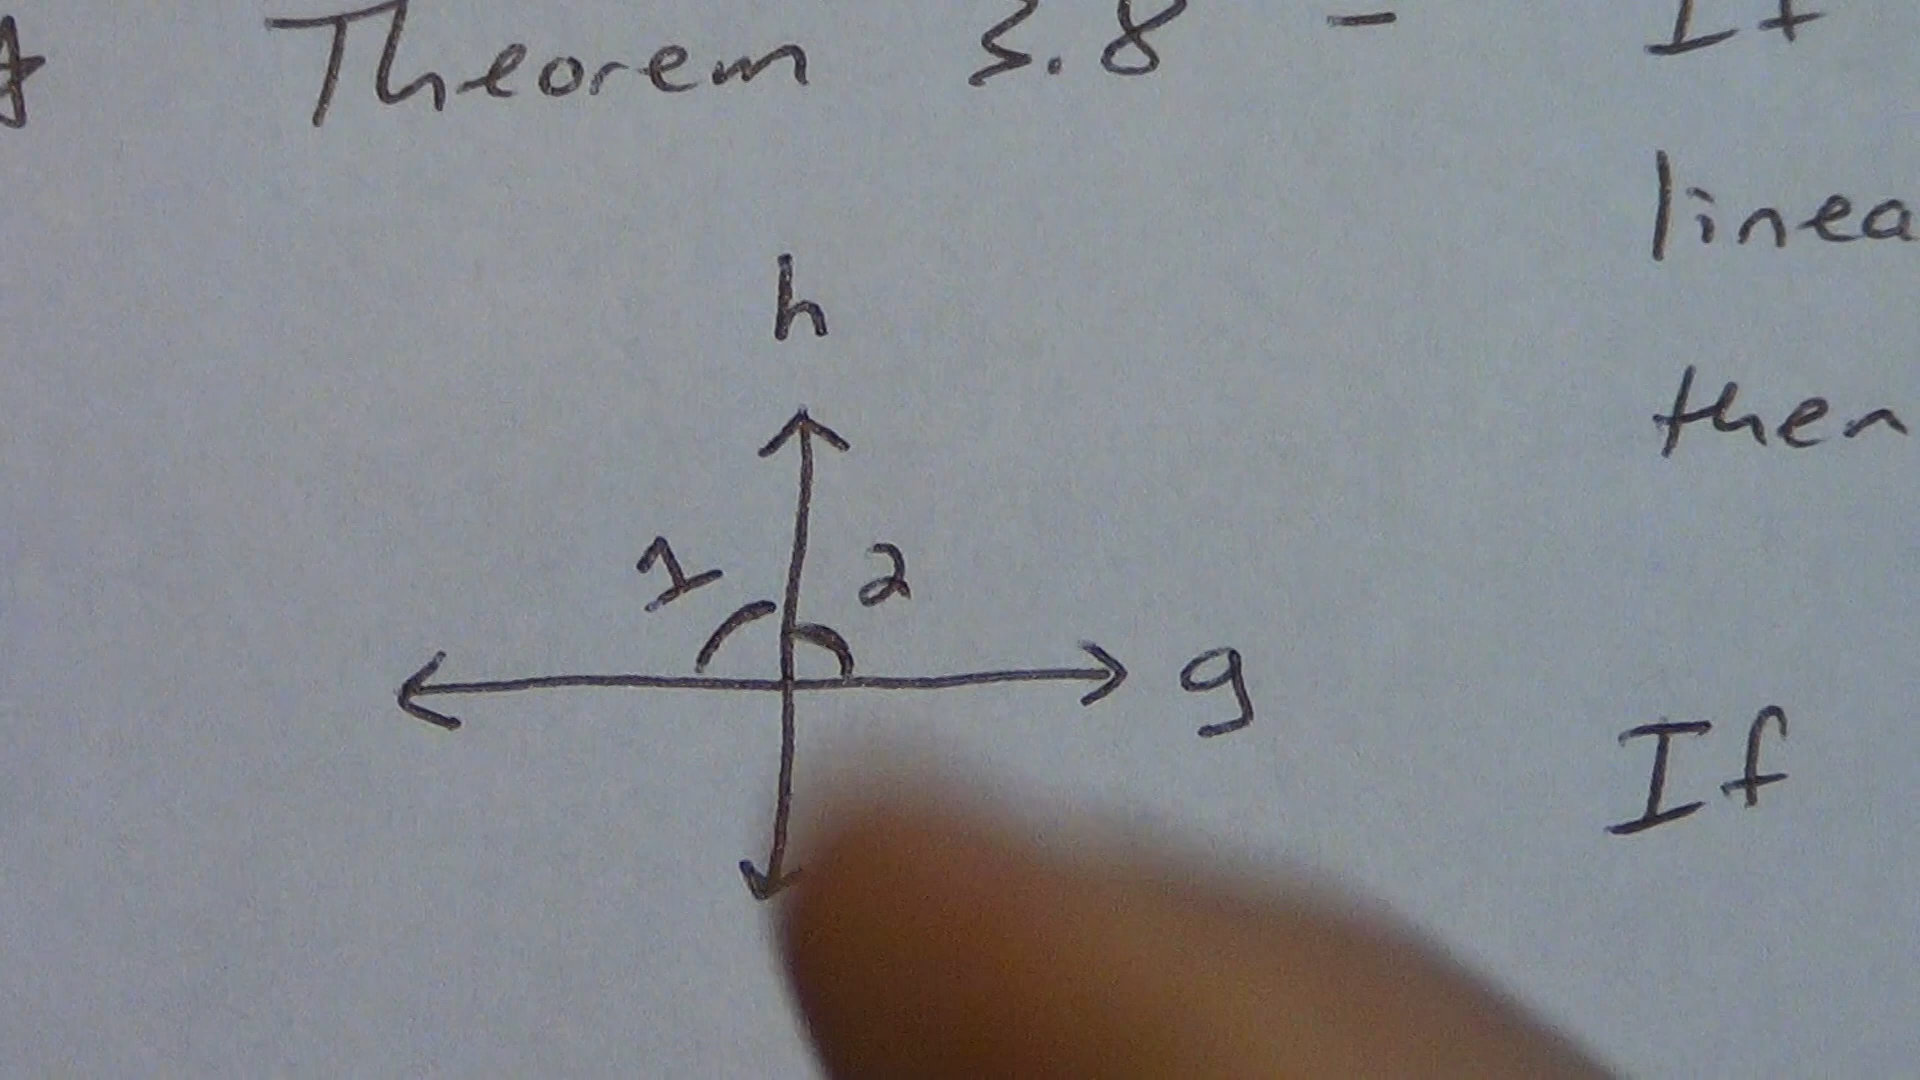 Theorem 3.8 - If
linea
then
h
1 2
g
If